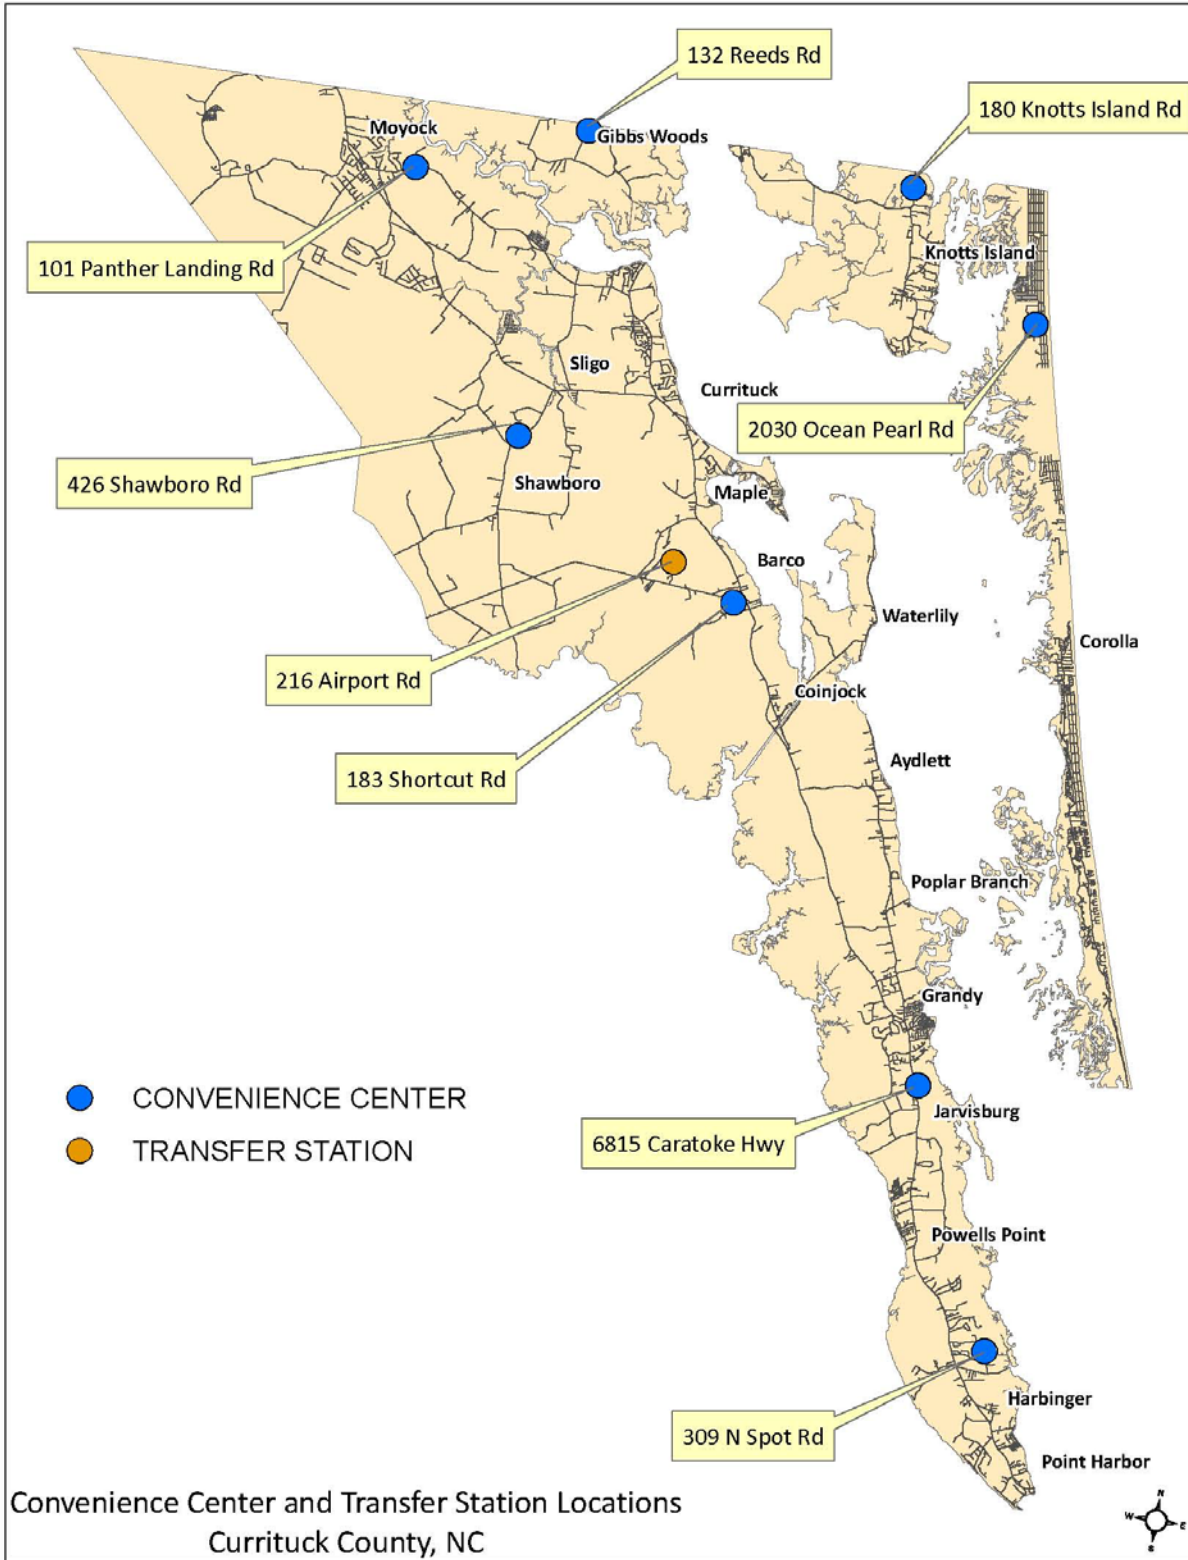 132 Reeds Rd
180 Knotts Island Rd
Moyock
Gibbs Woods
101 Panther Landing Rd
Knotts Island
Sligo
Currituck
2030 Ocean Pearl Rd
426 Shawboro Rd
Shawboro
Maple
Barco
Waterlily
Corolla
216 Airport Rd
Coinjock
183 Shortcut Rd
Aydlett
Poplar Branch
Grandy
CONVENIENCE CENTER
Jarvisburg
6815 Caratoke Hwy
TRANSFER STATION
Powells Point
Harbinger
309 N Spot Rd
Point Harbor
Convenience Center and Transfer Station Locations
Currituck County, NC
N
W
E
S